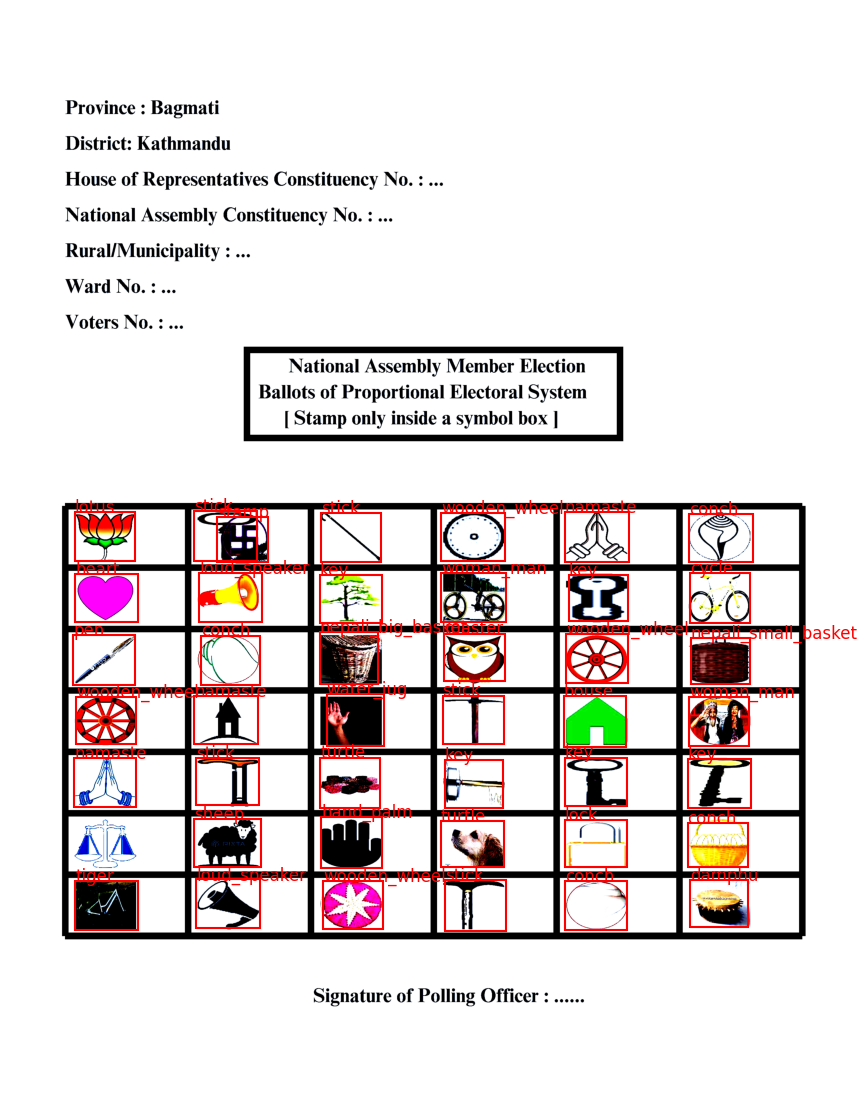 Province : Bagmati
District: Kathmandu
House of Representatives Constituency No. : ...
National Assembly Constituency No. : ...
Rural/Municipality : ...
Ward No. : ...
Voters No. : ...
National Assembly Member Election
Ballots of Proportional Electoral System
[ Stamp only inside a symbol box ]
lotus stick stamp stick wooden_wheel namaste conch
heart loud_speaker key woman_man key cycle
pen conch nepali_big_basket wooden_wheel nepali_small_basket
wooden_wheel namaste water_jug stick house woman_man
namaste stick turtle key key key
sheep hand_palm turtle lock conch
tiger loud_speaker wooden_wheel stick conch damphu
Signature of Polling Officer : ......